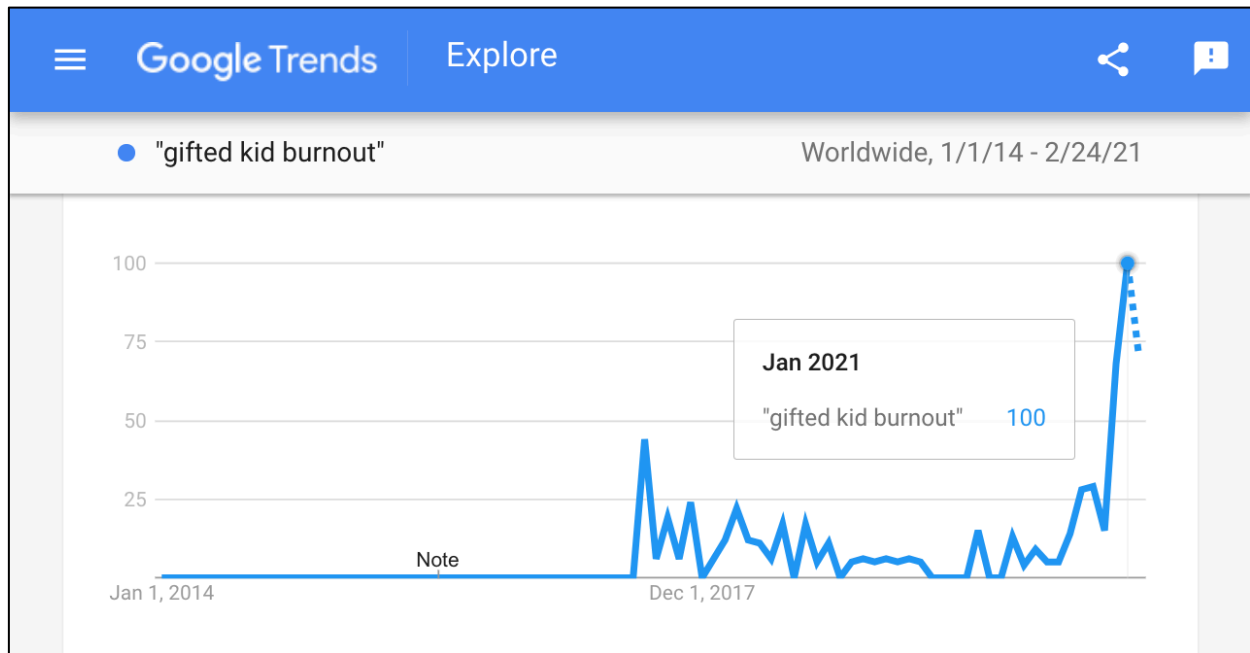 Google Trends Explore
"gifted kid burnout" Worldwide, 1/1/14 - 2/24/21
100
75
50
25
Jan 2021
"gifted kid burnout" 100
Note
Jan 1, 2014 Dec 1, 2017